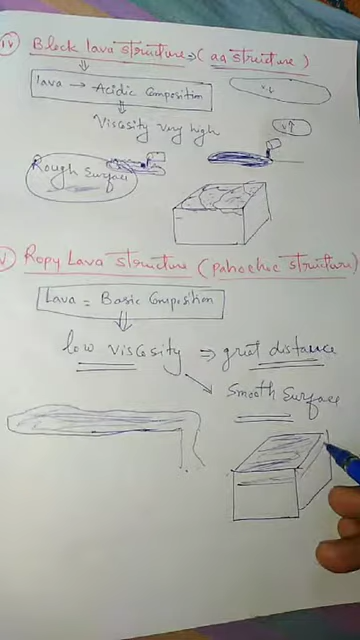 iv) Block lava structure → (aa structure)
lava → Acidic Composition
Viscosity very high
V↓
V↑
Rough Surface
V) Ropy Lava structure (pahoehoe structure)
Lava = Basic Composition
low viscosity ⇒ great distance
Smooth Surface